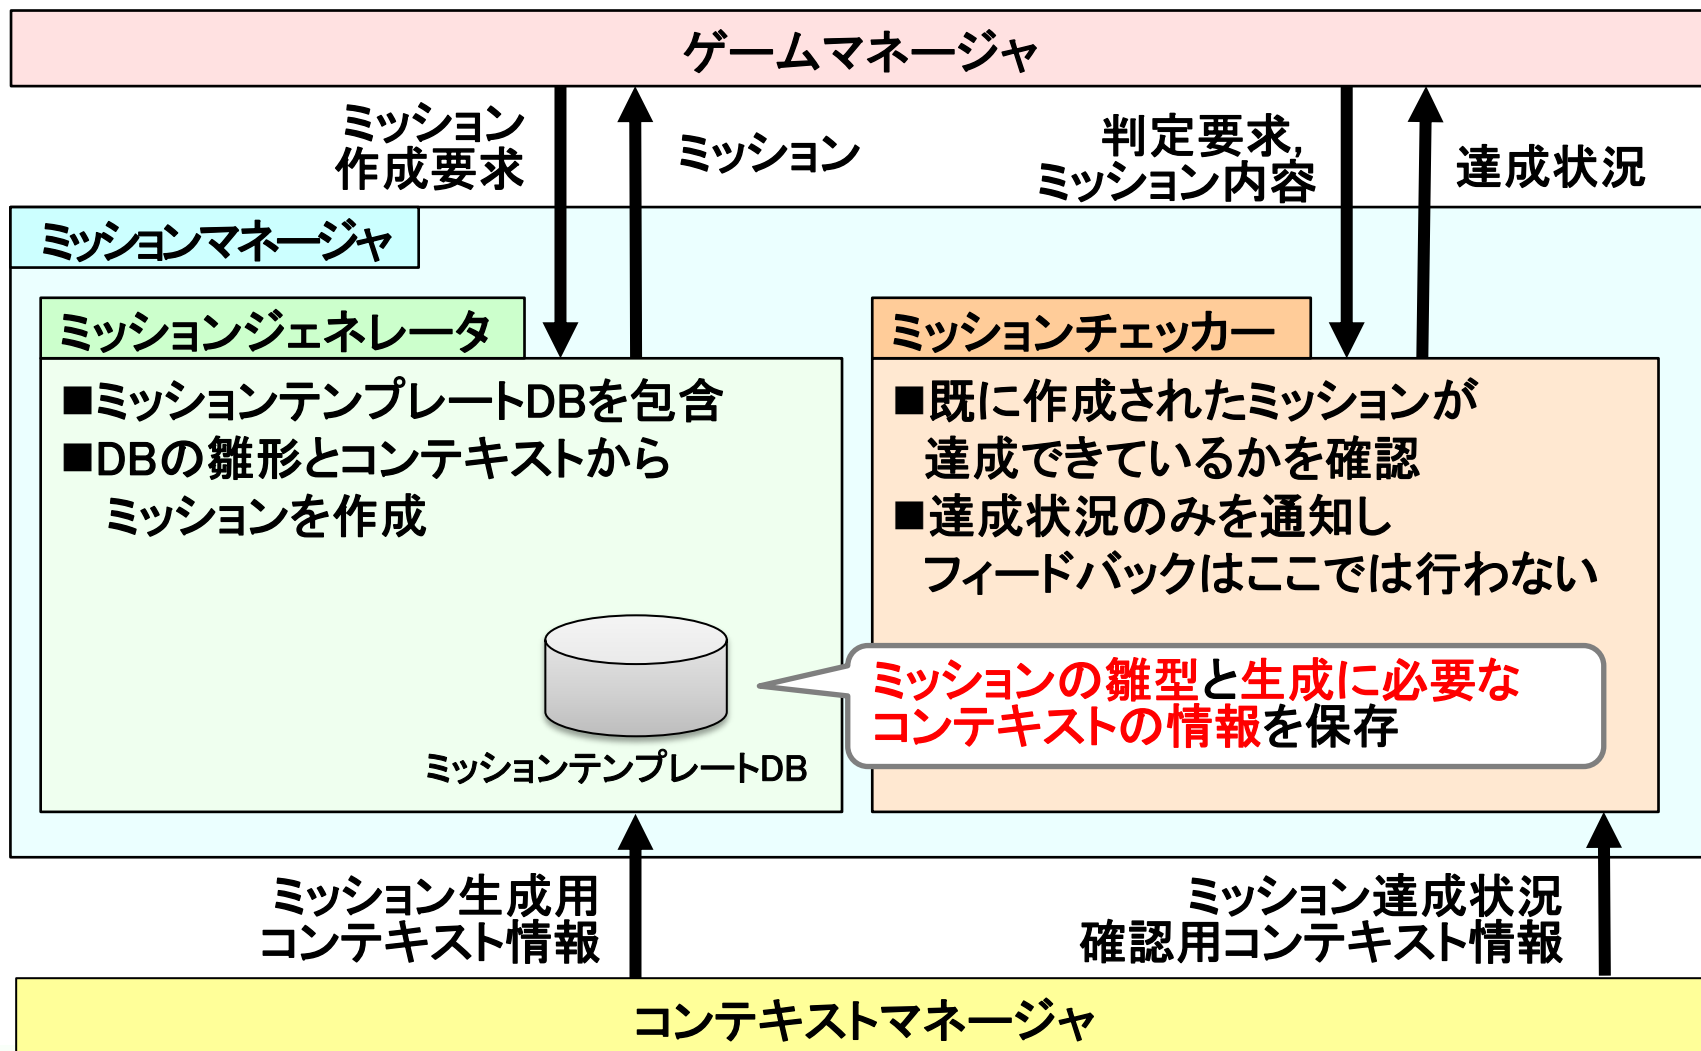 ゲームマネージャ
ミッション
作成要求
ミッション
判定要求,
ミッション内容
達成状況
ミッションマネージャ
ミッションジェネレータ
■ミッションテンプレートDBを包含
■DBの雛形とコンテキストから
ミッションを作成
ミッションテンプレートDB
ミッションチェッカー
■既に作成されたミッションが
達成できているかを確認
■達成状況のみを通知し
フィードバックはここでは行わない
ミッションの雛型と生成に必要な
コンテキストの情報を保存
ミッション生成用
コンテキスト情報
ミッション達成状況
確認用コンテキスト情報
コンテキストマネージャ